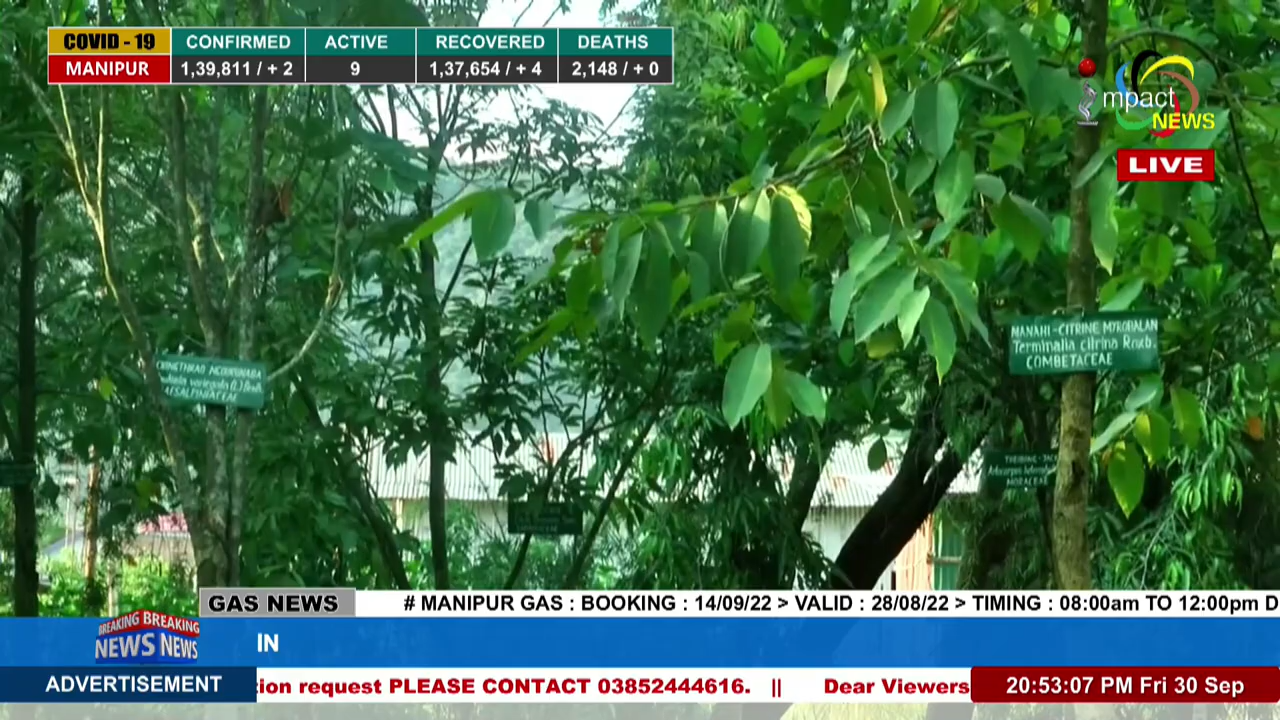 COVID - 19 CONFIRMED ACTIVE RECOVERED DEATHS
MANIPUR 1,39,811 / + 2 9 1,37,654 / + 4 2,148 / + 0
mpact
NEWS
LIVE
MANAHI-CITRINE MYROBALAN
Terminalia citrina Roxb.
COMBETACEAE
MORACEAE
GAS NEWS # MANIPUR GAS : BOOKING : 14/09/22 > VALID : 28/08/22 > TIMING : 08:00am TO 12:00pm D
BREAKING BREAKING
NEWS NEWS
IN
ADVERTISEMENT tion request PLEASE CONTACT 03852444616. || Dear Viewers 20:53:07 PM Fri 30 Sep